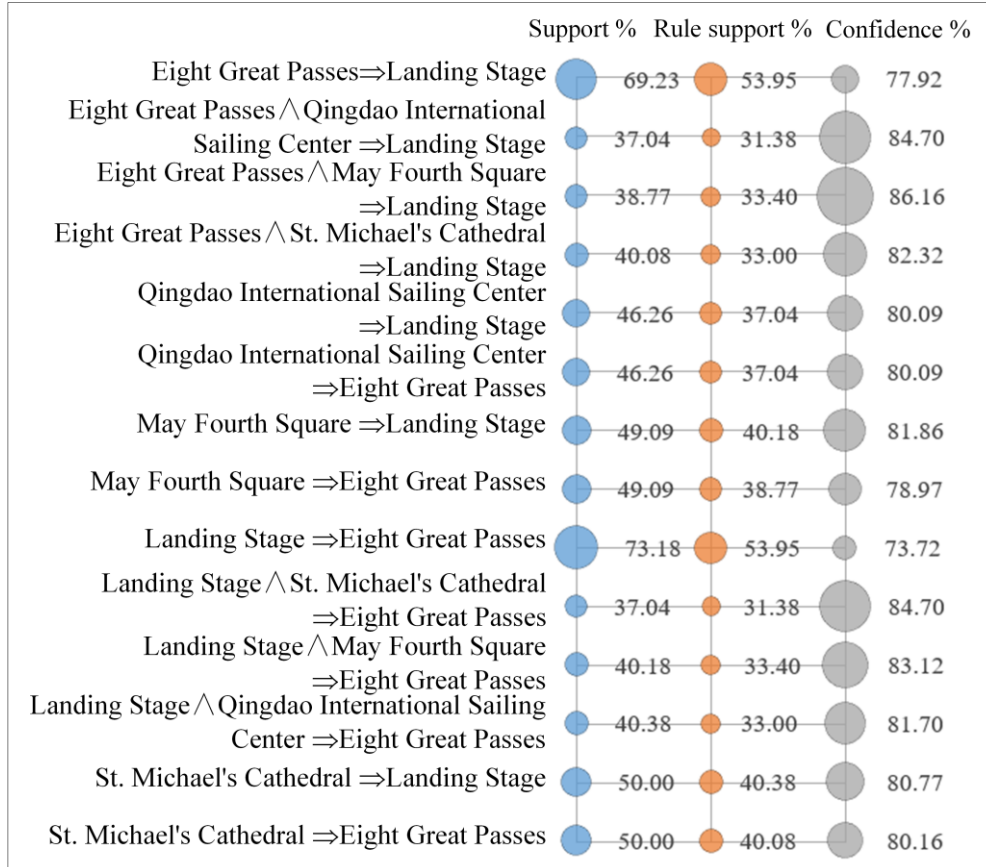 Support % Rule support % Confidence %
Eight Great Passes⇒Landing Stage 69.23 53.95 77.92
Eight Great Passes∧Qingdao International
Sailing Center ⇒Landing Stage 37.04 31.38 84.70
Eight Great Passes∧May Fourth Square
⇒Landing Stage 38.77 33.40 86.16
Eight Great Passes∧St. Michael's Cathedral
⇒Landing Stage 40.08 33.00 82.32
Qingdao International Sailing Center
⇒Landing Stage 46.26 37.04 80.09
Qingdao International Sailing Center
⇒Eight Great Passes 46.26 37.04 80.09
May Fourth Square ⇒Landing Stage 49.09 40.18 81.86
May Fourth Square ⇒Eight Great Passes 49.09 38.77 78.97
Landing Stage ⇒Eight Great Passes 73.18 53.95 73.72
Landing Stage∧St. Michael's Cathedral
⇒Eight Great Passes 37.04 31.38 84.70
Landing Stage∧May Fourth Square
⇒Eight Great Passes 40.18 33.40 83.12
Landing Stage∧Qingdao International Sailing
Center ⇒Eight Great Passes 40.38 33.00 81.70
St. Michael's Cathedral ⇒Landing Stage 50.00 40.38 80.77
St. Michael's Cathedral ⇒Eight Great Passes 50.00 40.08 80.16